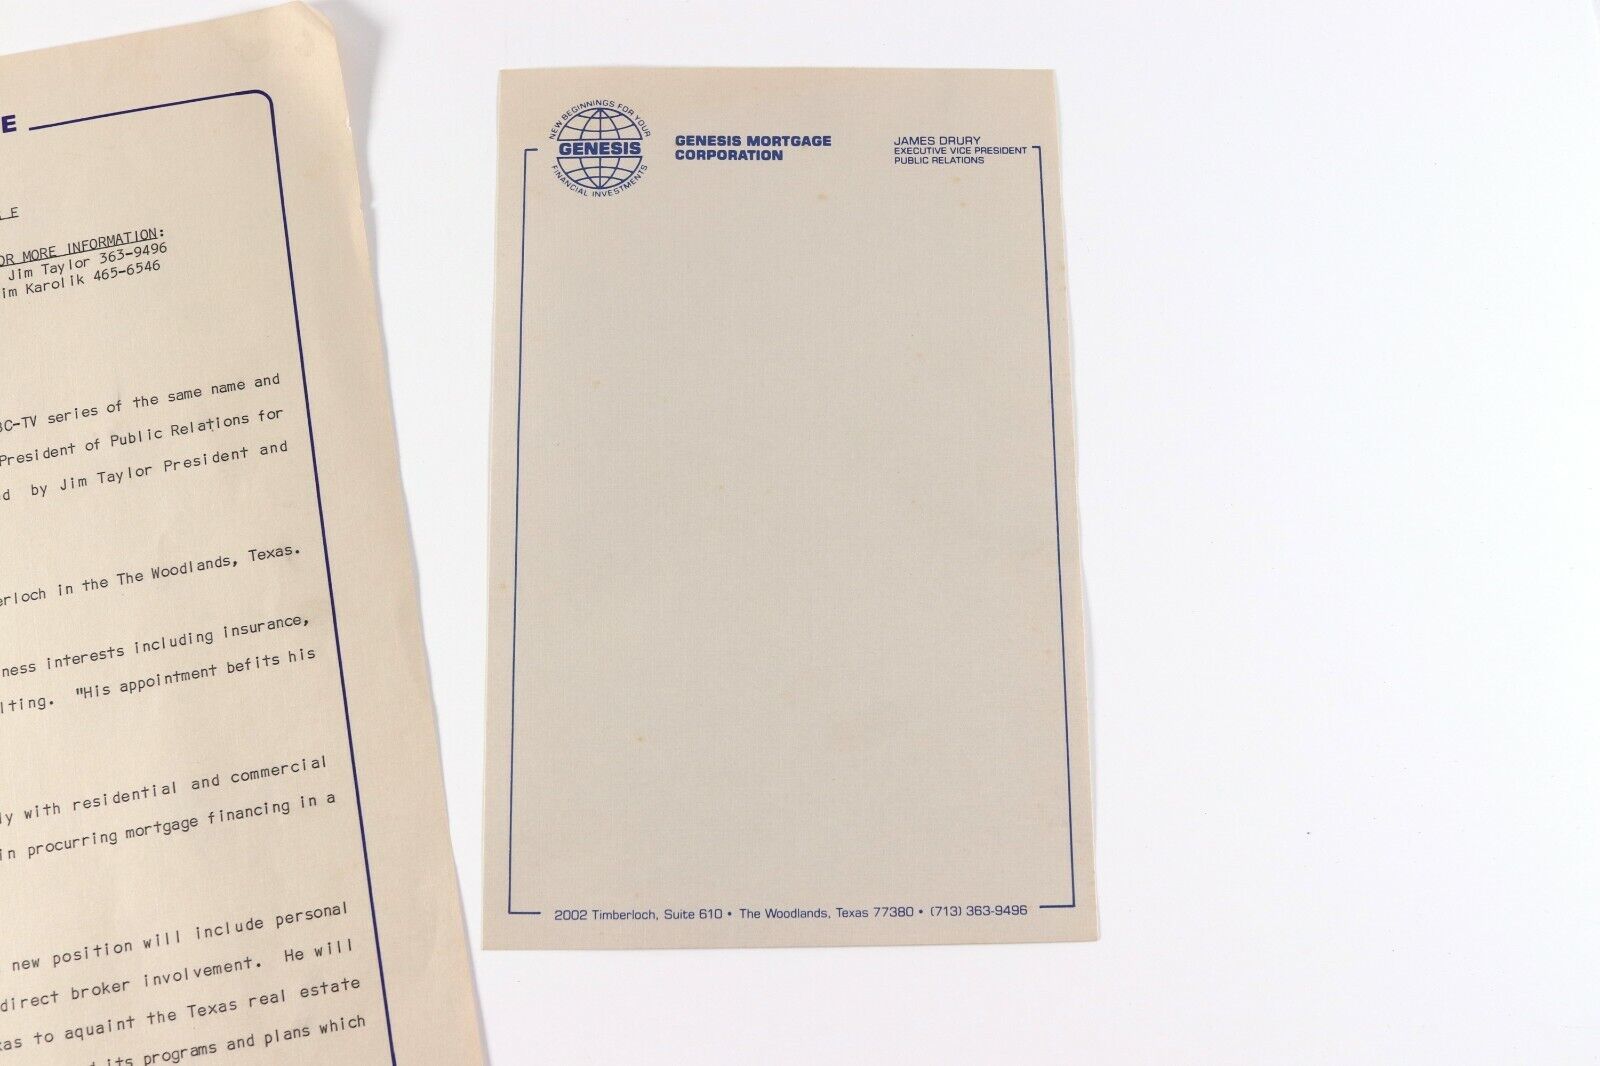 E
LE
OR MORE INFORMATION:
Jim Taylor 363-9496
im Karolik 465-6546
BC-TV series of the same name and
President of Public Relations for
d by Jim Taylor President and
erloch in the The Woodlands, Texas.
ness interests including insurance,
lting. "His appointment befits his
ly with residential and commercial
in procurring mortgage financing in a
new position will include personal
direct broker involvement. He will
xas to aquaint the Texas real estate
d its programs and plans which
NEW BEGINNINGS FOR YOUR
GENESIS
FINANCIAL INVESTMENTS
GENESIS MORTGAGE
CORPORATION
JAMES DRURY
EXECUTIVE VICE PRESIDENT
PUBLIC RELATIONS
2002 Timberloch, Suite 610 • The Woodlands, Texas 77380 • (713) 363-9496